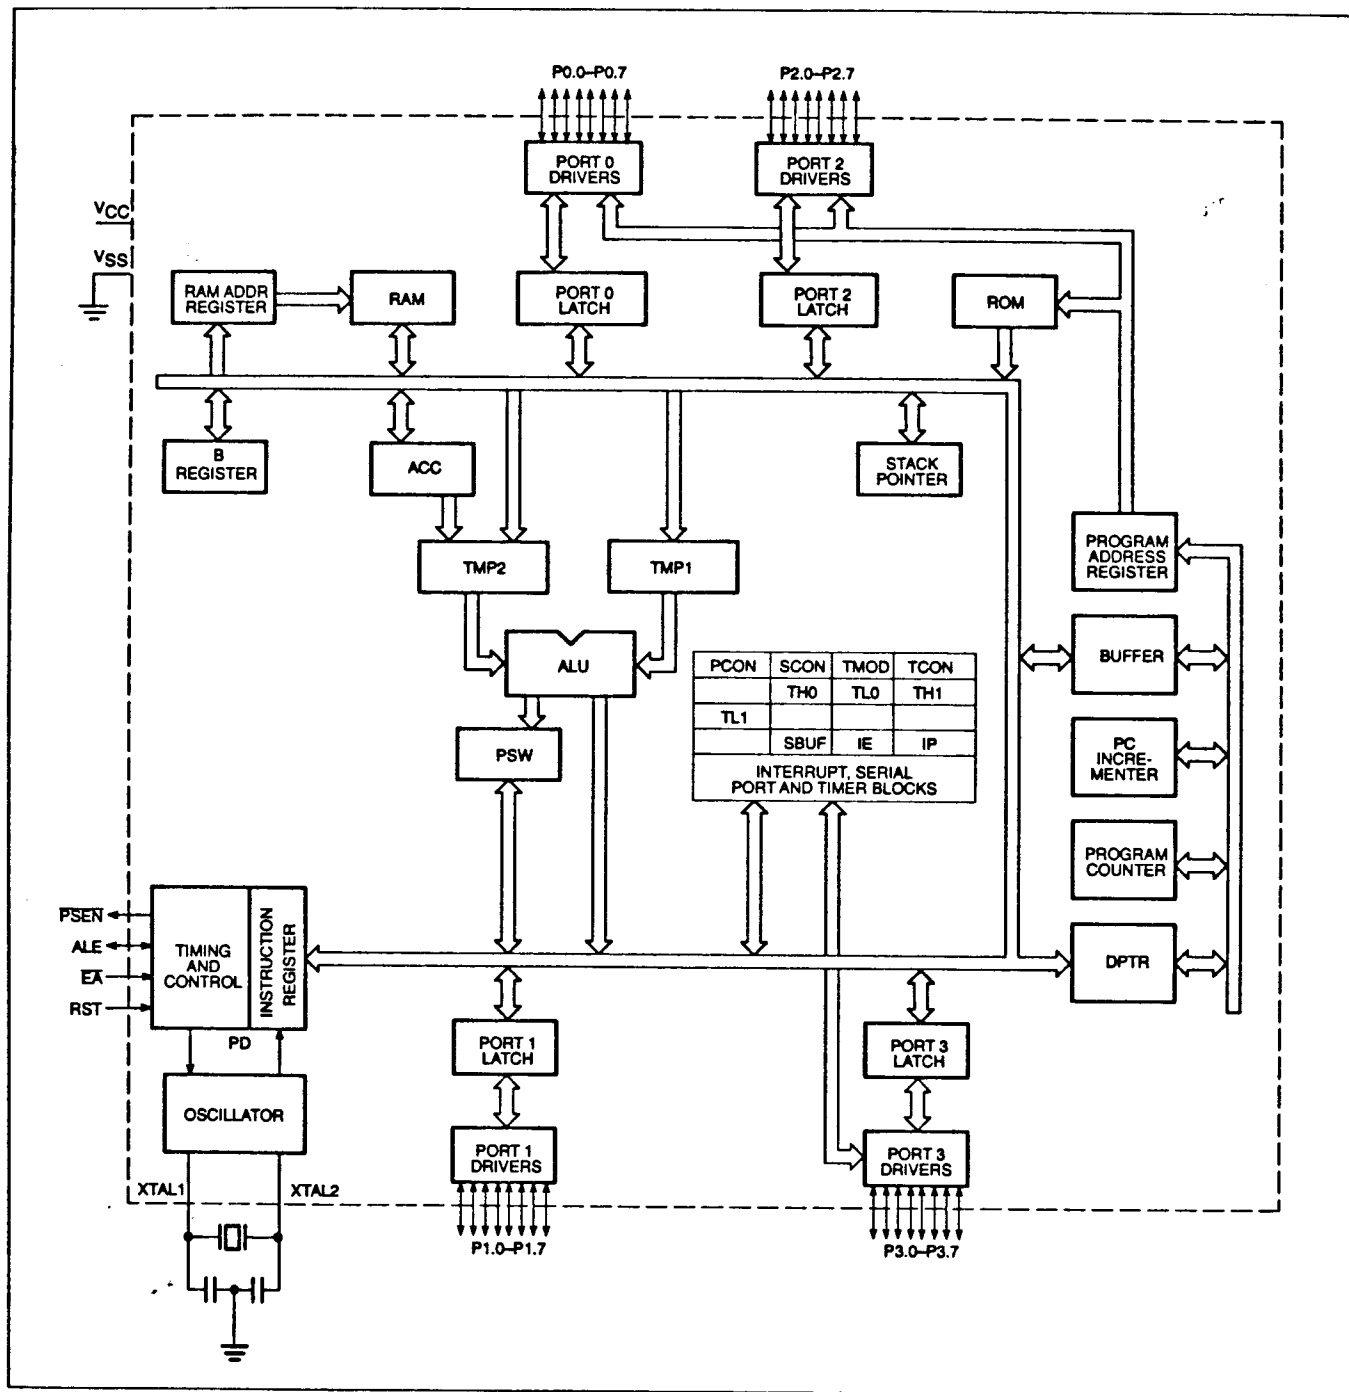 P0.0–P0.7
P2.0–P2.7
PORT 0
DRIVERS
PORT 2
DRIVERS
VCC
VSS
RAM ADDR
REGISTER
RAM
PORT 0
LATCH
PORT 2
LATCH
ROM
B
REGISTER
ACC
STACK
POINTER
TMP2
TMP1
PROGRAM
ADDRESS
REGISTER
ALU
BUFFER
PCON SCON TMOD TCON
TH0 TL0 TH1
TL1
SBUF IE IP
INTERRUPT, SERIAL
PORT AND TIMER BLOCKS
PSW
PC
INCRE-
MENTER
PROGRAM
COUNTER
DPTR
PSEN
ALE
EA
RST
TIMING
AND
CONTROL
INSTRUCTION
REGISTER
PD
OSCILLATOR
PORT 1
LATCH
PORT 3
LATCH
PORT 1
DRIVERS
PORT 3
DRIVERS
XTAL1
XTAL2
P1.0–P1.7
P3.0–P3.7